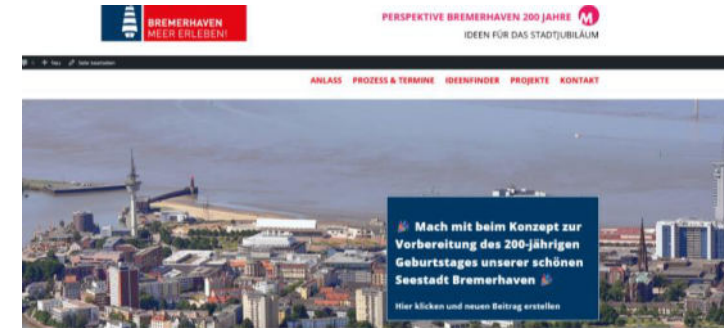 BREMERHAVEN
MEER ERLEBEN!
PERSPEKTIVE BREMERHAVEN 200 JAHRE M
IDEEN FÜR DAS STADTJUBILÄUM
+ Neu Seite bearbeiten
ANLASS PROZESS & TERMINE IDEENFINDER PROJEKTE KONTAKT
Mach mit beim Konzept zur
Vorbereitung des 200-jährigen
Geburtstages unserer schönen
Seestadt Bremerhaven
Hier klicken und neuen Beitrag erstellen